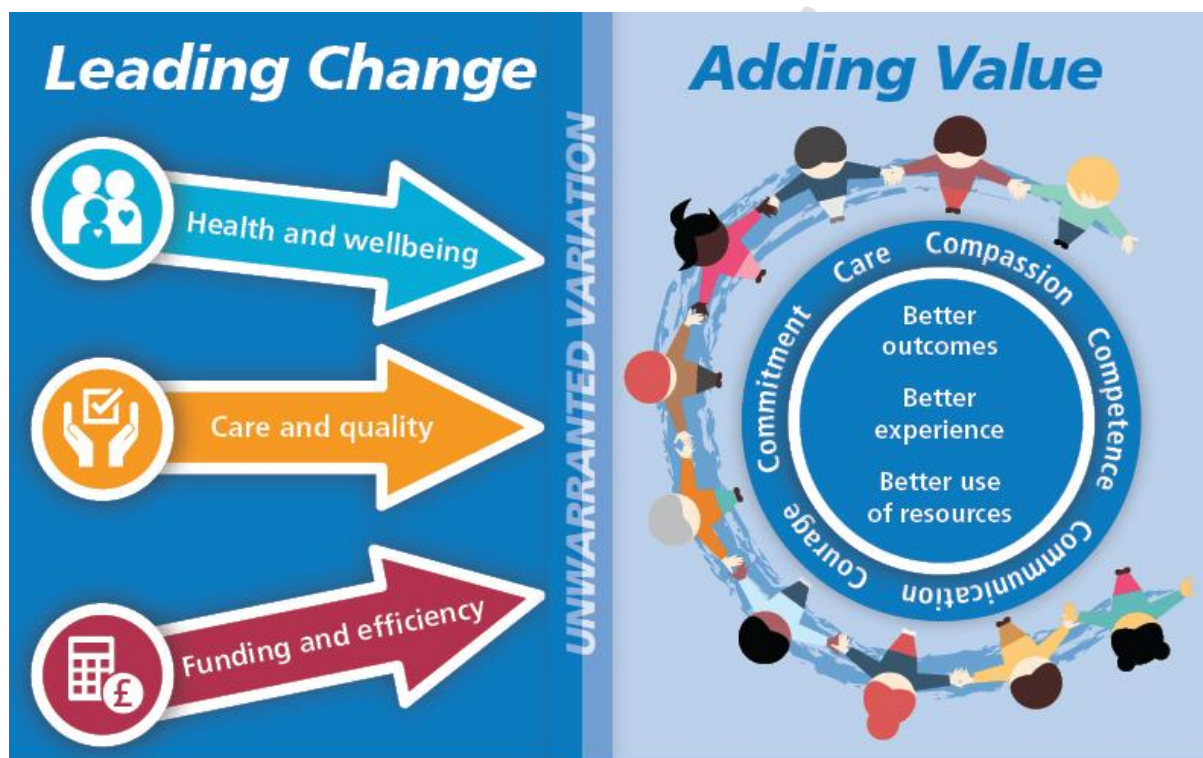 Leading Change
Health and wellbeing
Care and quality
Funding and efficiency
£
UNWARRANTED VARIATION
Adding Value
Care
Compassion
Competence
Communication
Courage
Commitment
Better
outcomes
Better
experience
Better use
of resources